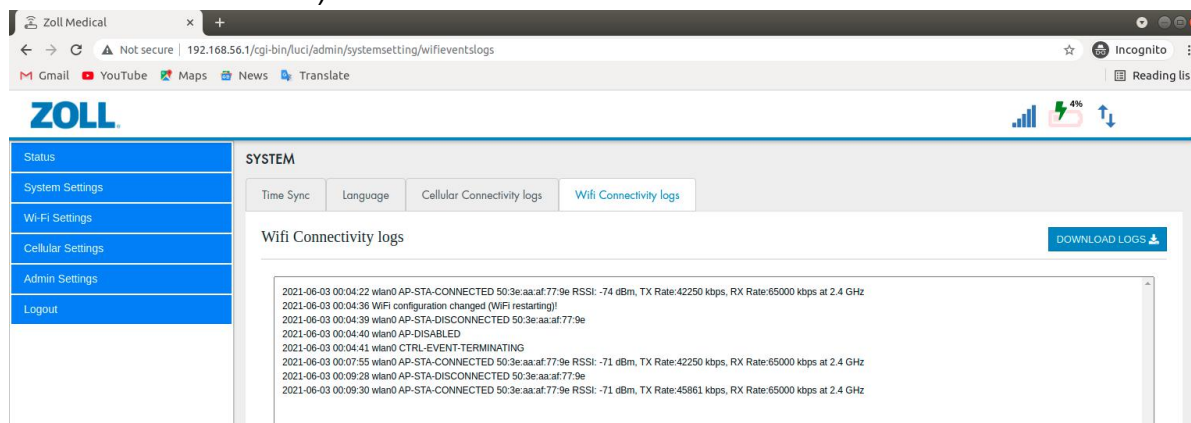 Zoll Medical
Not secure | 192.168.56.1/cgi-bin/luci/admin/systemsetting/wifieventslogs
Incognito
Gmail YouTube Maps News Translate
Reading lis
ZOLL.
4%
Status
System Settings
Wi-Fi Settings
Cellular Settings
Admin Settings
Logout
SYSTEM
Time Sync Language Cellular Connectivity logs Wifi Connectivity logs
Wifi Connectivity logs
DOWNLOAD LOGS
2021-06-03 00:04:22 wlan0 AP-STA-CONNECTED 50:3e:aa:af:77:9e RSSI: -74 dBm, TX Rate:42250 kbps, RX Rate:65000 kbps at 2.4 GHz
2021-06-03 00:04:36 WiFi configuration changed (WiFi restarting)!
2021-06-03 00:04:39 wlan0 AP-STA-DISCONNECTED 50:3e:aa:af:77:9e
2021-06-03 00:04:40 wlan0 AP-DISABLED
2021-06-03 00:04:41 wlan0 CTRL-EVENT-TERMINATING
2021-06-03 00:07:55 wlan0 AP-STA-CONNECTED 50:3e:aa:af:77:9e RSSI: -71 dBm, TX Rate:42250 kbps, RX Rate:65000 kbps at 2.4 GHz
2021-06-03 00:09:28 wlan0 AP-STA-DISCONNECTED 50:3e:aa:af:77:9e
2021-06-03 00:09:30 wlan0 AP-STA-CONNECTED 50:3e:aa:af:77:9e RSSI: -71 dBm, TX Rate:45861 kbps, RX Rate:65000 kbps at 2.4 GHz